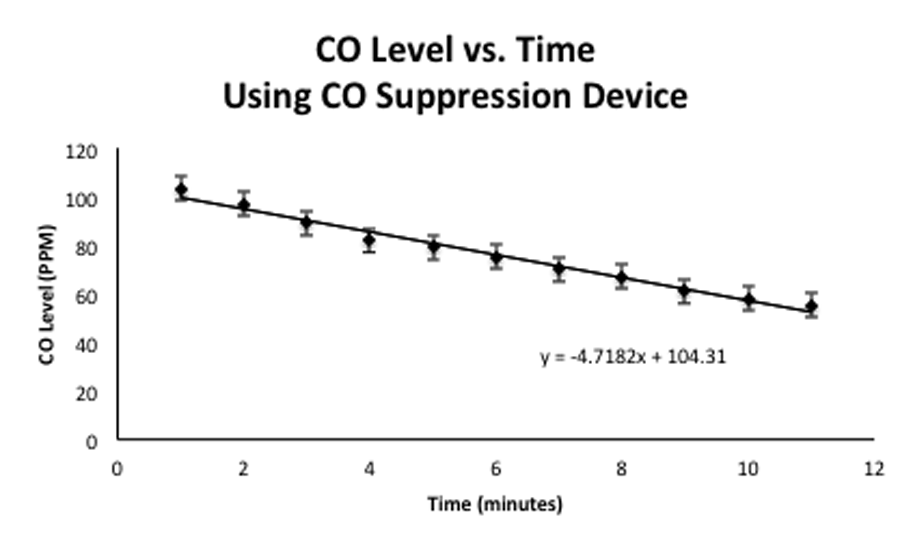 CO Level vs. Time
Using CO Suppression Device
120
100
80
60
40
20
0
CO Level (PPM)
y = -4.7182x + 104.31
0 2 4 6 8 10 12
Time (minutes)